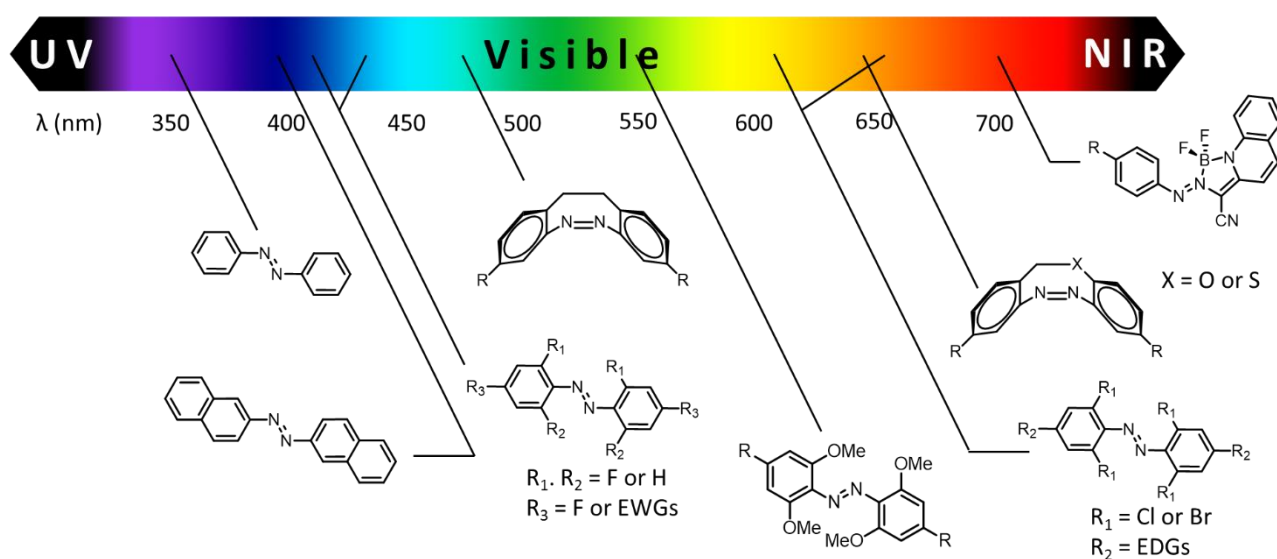 UV Visible NIR
λ (nm) 350 400 450 500 550 600 650 700
R
F
F
B
N
N
N
N
CN
N=N
R
R
X
N=N
R
R
X = O or S
N
N
N
N
R₁
R₃
N
N
R₁
R₂
R₃
R₂
R₁. R₂ = F or H
R₃ = F or EWGs
R
OMe
N
N
OMe
OMe
MeO
R
R₁
R₂
N
N
R₁
R₁
R₂
R₁
R₁ = Cl or Br
R₂ = EDGs